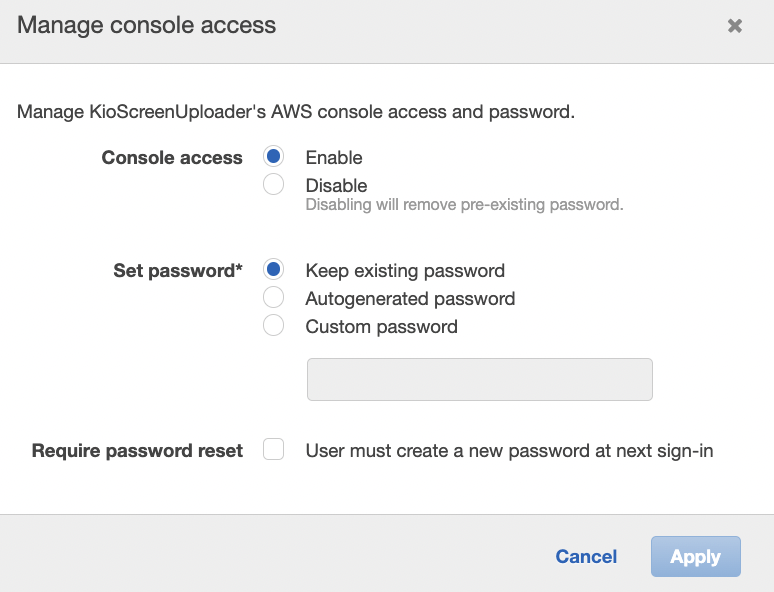 Manage console access
Manage KioScreenUploader's AWS console access and password.
Console access
Enable
Disable
Disabling will remove pre-existing password.
Set password*
Keep existing password
Autogenerated password
Custom password
Require password reset
User must create a new password at next sign-in
Cancel
Apply